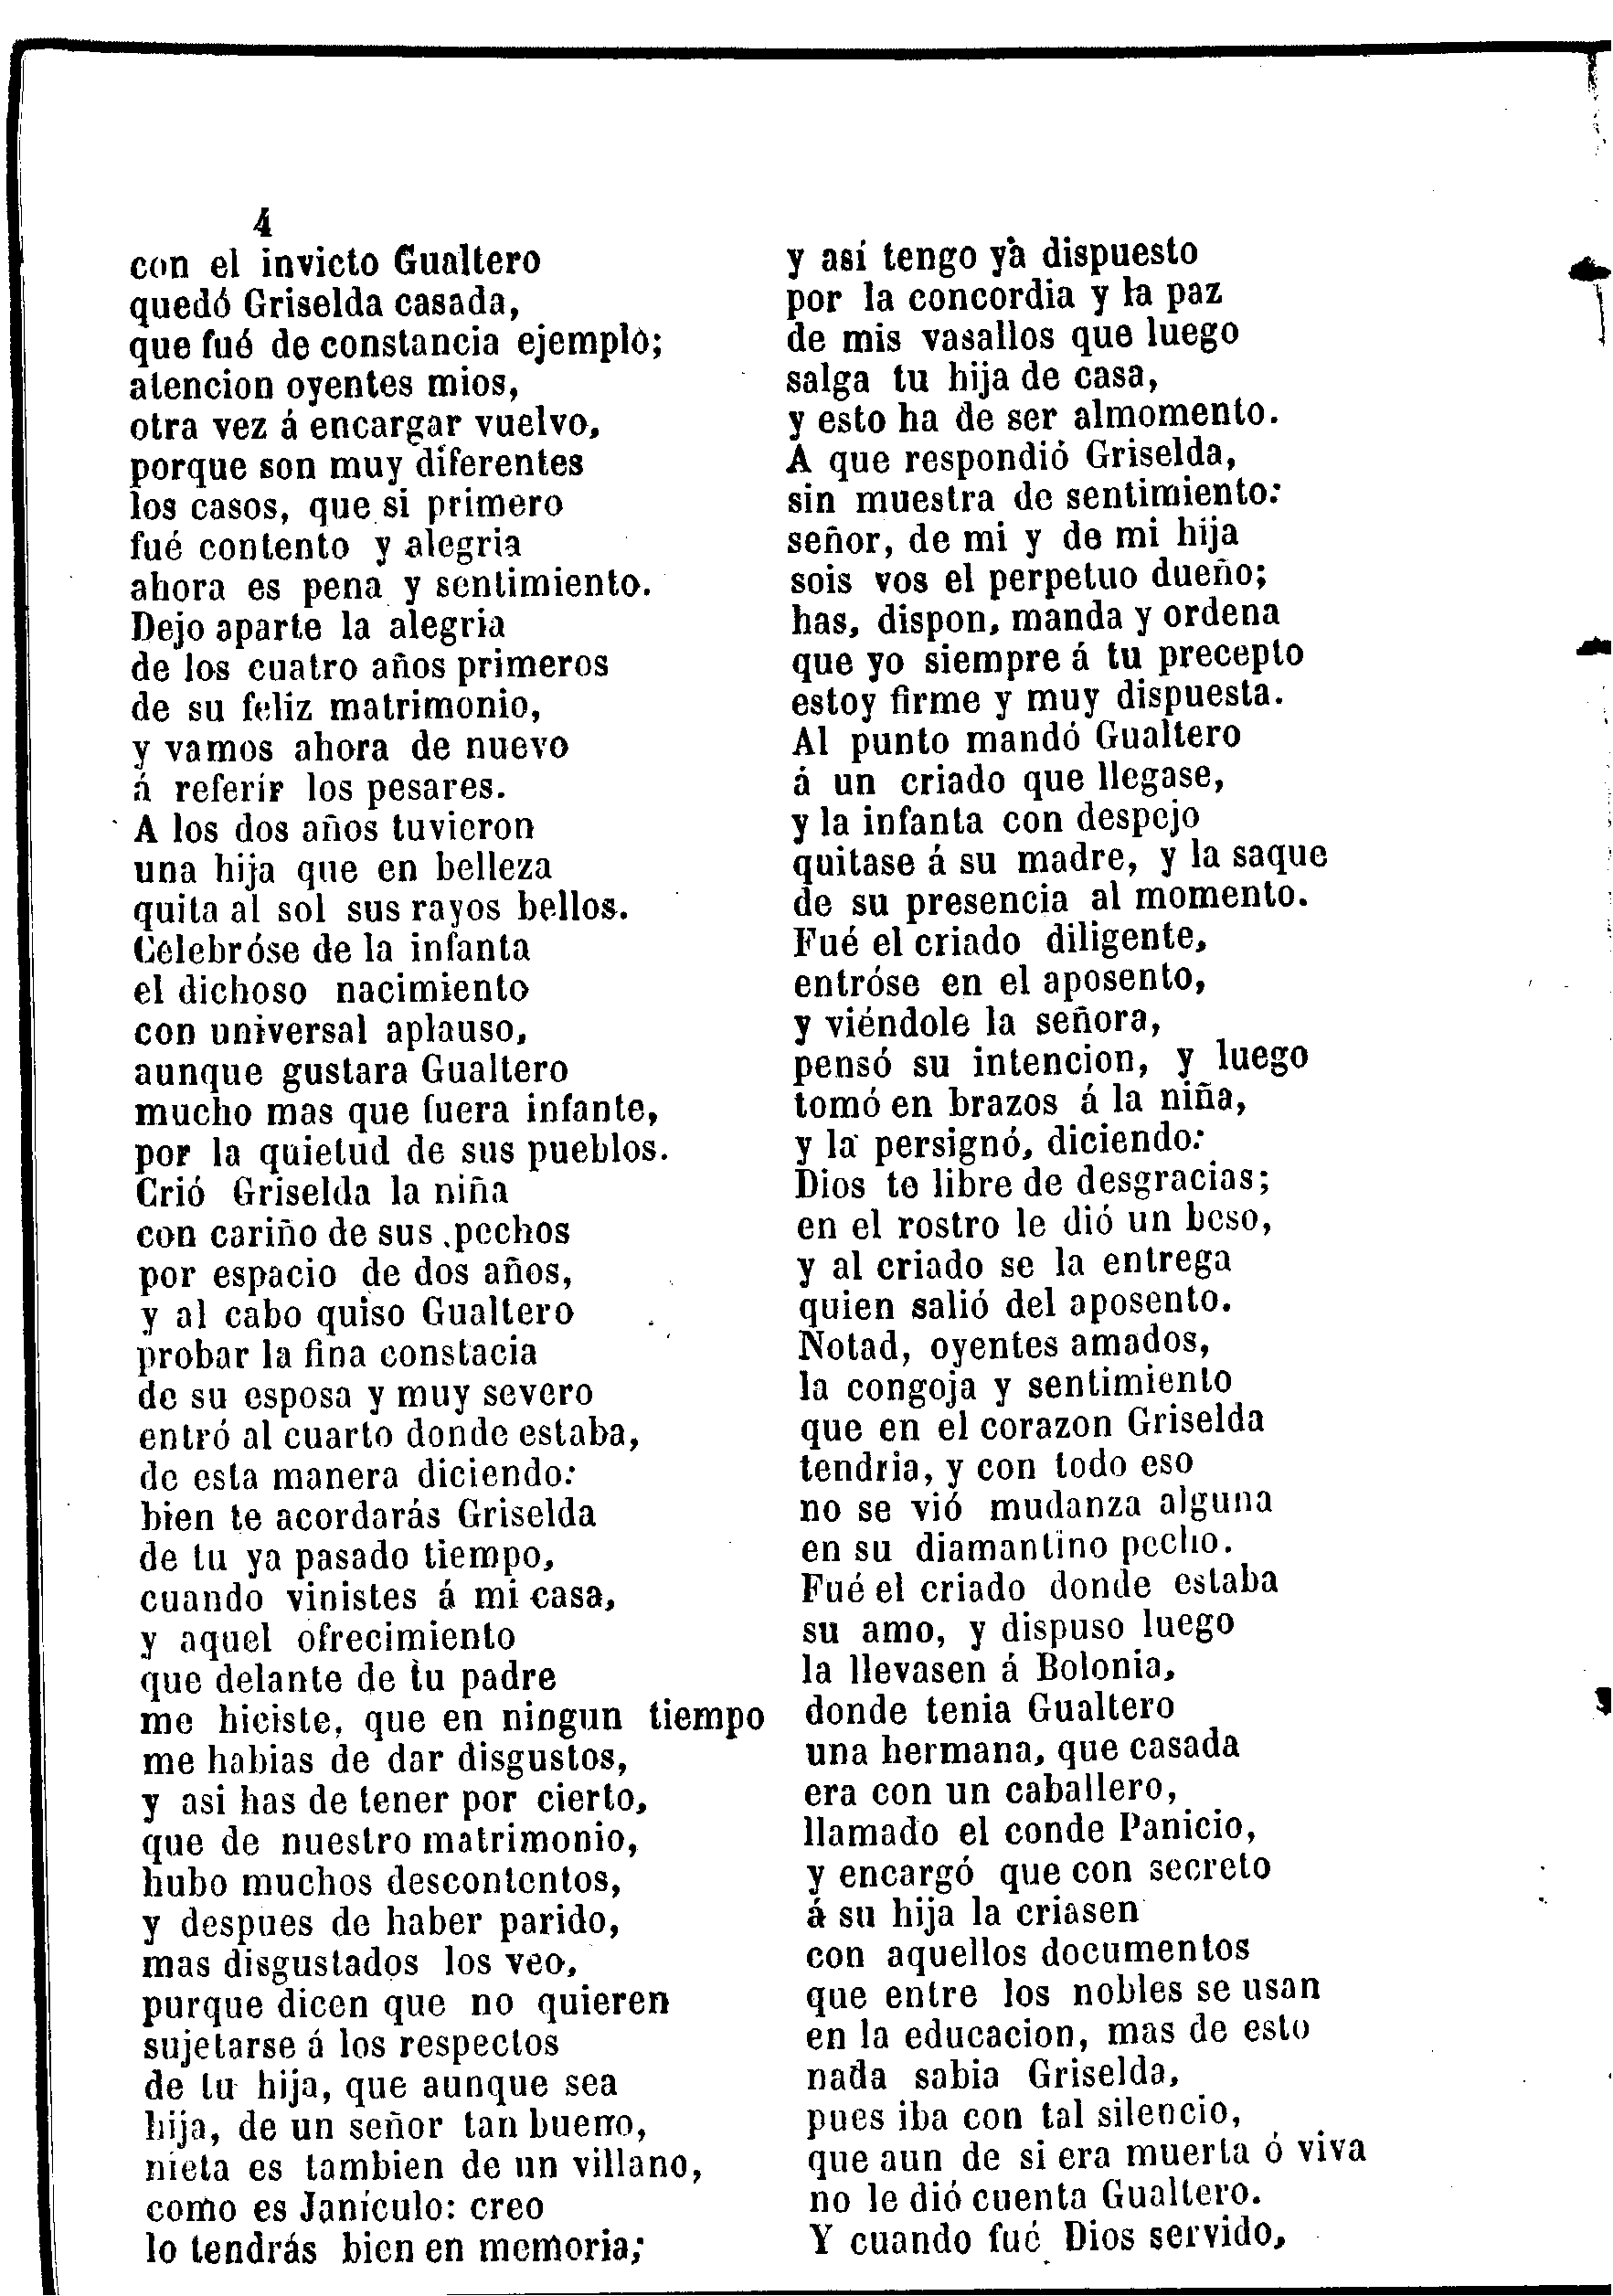 4
con el invicto Gualtero
quedó Griselda casada,
que fué de constancia ejemplo;
atencion oyentes mios,
otra vez á encargar vuelvo,
porque son muy diferentes
los casos, que si primero
fué contento y alegria
ahora es pena y sentimiento.
Dejo aparte la alegria
de los cuatro años primeros
de su feliz matrimonio,
y vamos ahora de nuevo
á referir los pesares.
A los dos años tuvieron
una hija que en belleza
quita al sol sus rayos bellos.
Celebróse de la infanta
el dichoso nacimiento
con universal aplauso,
aunque gustara Gualtero
mucho mas que fuera infante,
por la quietud de sus pueblos.
Crió Griselda la niña
con cariño de sus pechos
por espacio de dos años,
y al cabo quiso Gualtero
probar la fina constacia
de su esposa y muy severo
entró al cuarto donde estaba,
de esta manera diciendo:
bien te acordarás Griselda
de tu ya pasado tiempo,
cuando vinistes á mi casa,
y aquel ofrecimiento
que delante de tu padre
me hiciste, que en ningun tiempo
me habias de dar disgustos,
y asi has de tener por cierto,
que de nuestro matrimonio,
hubo muchos descontentos,
y despues de haber parido,
mas disgustados los veo,
purque dicen que no quieren
sujetarse á los respectos
de tu hija, que aunque sea
hija, de un señor tan bueno,
nieta es tambien de un villano,
como es Janículo: creo
lo tendrás bien en memoria;
y así tengo ya dispuesto
por la concordia y la paz
de mis vasallos que luego
salga tu hija de casa,
y esto ha de ser almomento.
A que respondió Griselda,
sin muestra de sentimiento:
señor, de mi y de mi hija
sois vos el perpetuo dueño;
has, dispon, manda y ordena
que yo siempre á tu precepto
estoy firme y muy dispuesta.
Al punto mandó Gualtero
á un criado que llegase,
y la infanta con despejo
quitase á su madre, y la saque
de su presencia al momento.
Fué el criado diligente,
entróse en el aposento,
y viéndole la señora,
pensó su intencion, y luego
tomó en brazos á la niña,
y la persignó, diciendo:
Dios te libre de desgracias;
en el rostro le dió un beso,
y al criado se la entrega
quien salió del aposento.
Notad, oyentes amados,
la congoja y sentimiento
que en el corazon Griselda
tendria, y con todo eso
no se vió mudanza alguna
en su diamantino pecho.
Fué el criado donde estaba
su amo, y dispuso luego
la llevasen á Bolonia,
donde tenia Gualtero
una hermana, que casada
era con un caballero,
llamado el conde Panicio,
y encargó que con secreto
á su hija la criasen
con aquellos documentos
que entre los nobles se usan
en la educacion, mas de esto
nada sabia Griselda,
pues iba con tal silencio,
que aun de si era muerta ó viva
no le dió cuenta Gualtero.
Y cuando fué Dios servido,